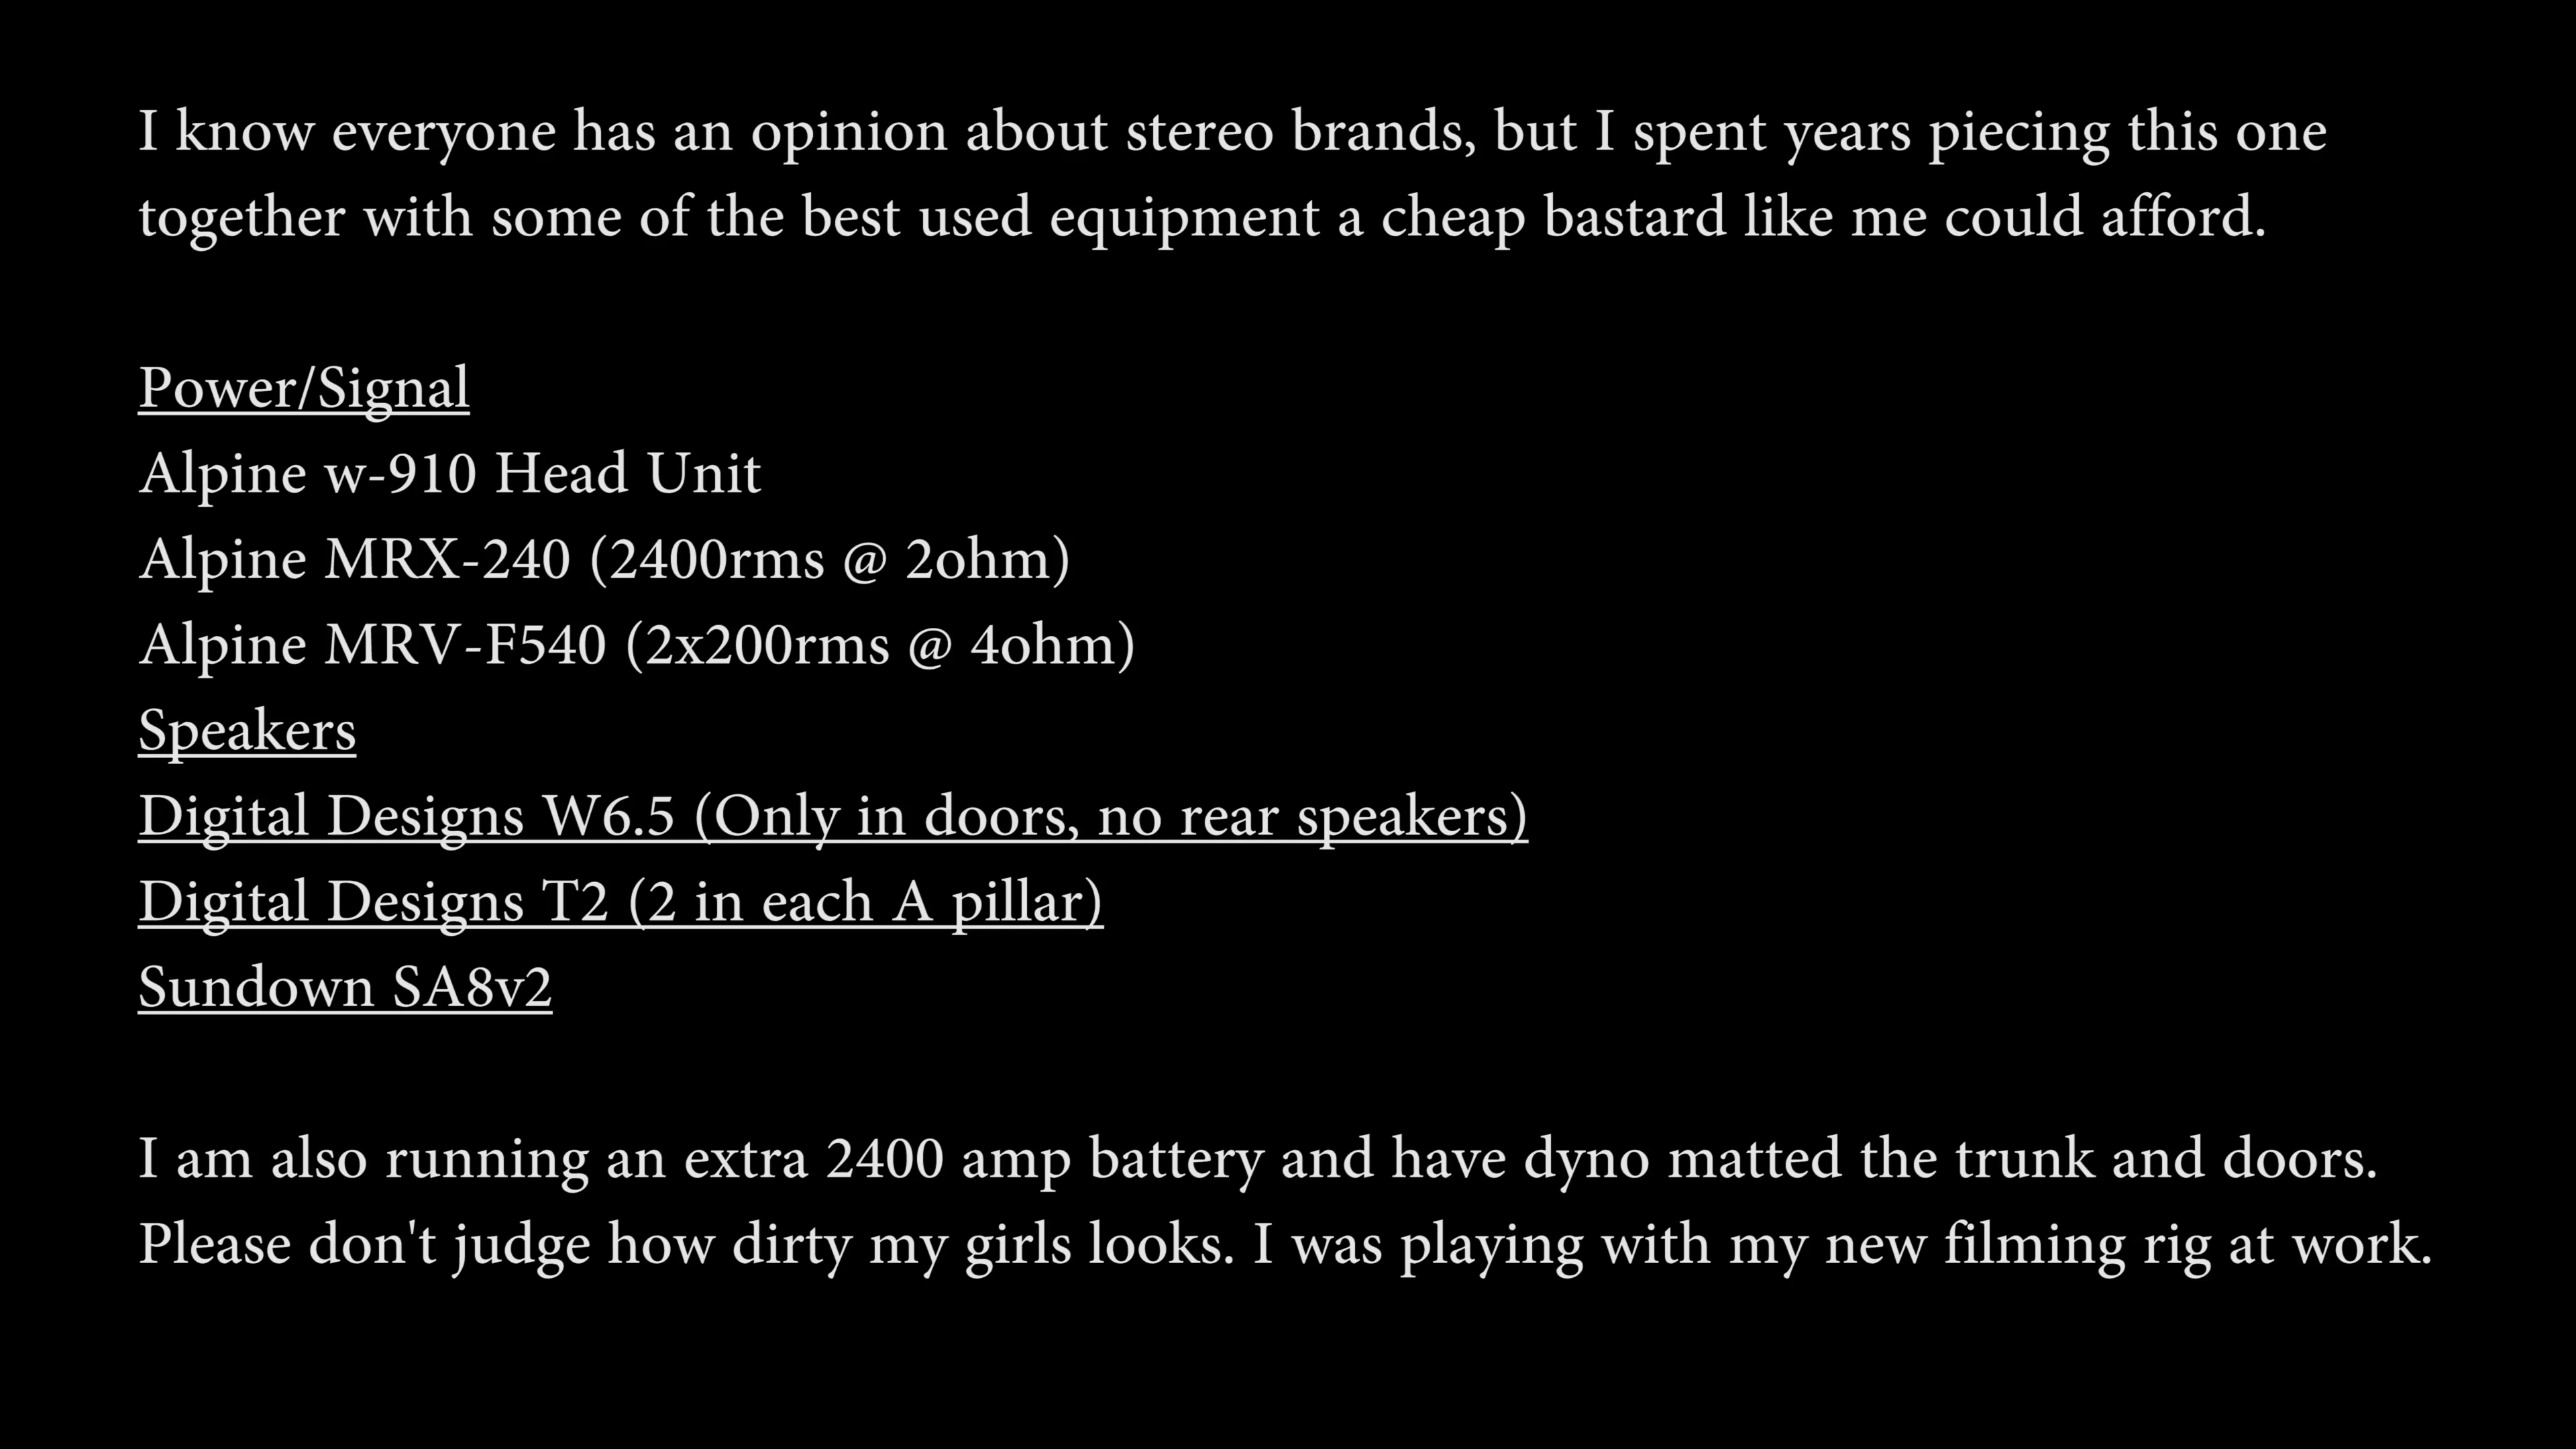 I know everyone has an opinion about stereo brands, but I spent years piecing this one
together with some of the best used equipment a cheap bastard like me could afford.
Power/Signal
Alpine w-910 Head Unit
Alpine MRX-240 (2400rms @ 2ohm)
Alpine MRV-F540 (2x200rms @ 4ohm)
Speakers
Digital Designs W6.5 (Only in doors, no rear speakers)
Digital Designs T2 (2 in each A pillar)
Sundown SA8v2
I am also running an extra 2400 amp battery and have dyno matted the trunk and doors.
Please don't judge how dirty my girls looks. I was playing with my new filming rig at work.